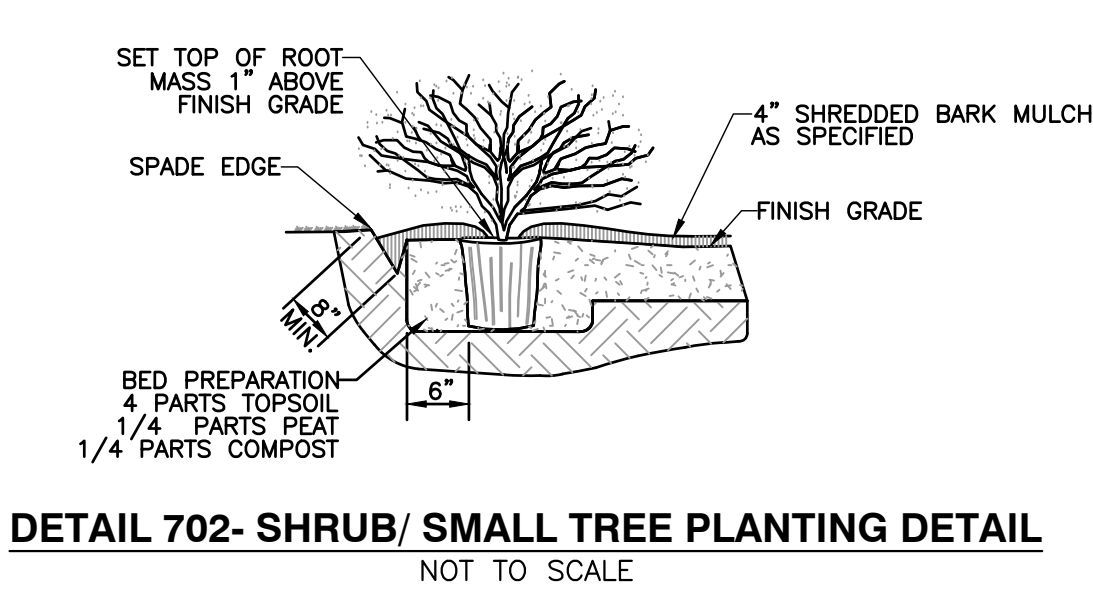 SET TOP OF ROOT
MASS 1" ABOVE
FINISH GRADE
4" SHREDDED BARK MULCH
AS SPECIFIED
SPADE EDGE
FINISH GRADE
8"
MIN.
BED PREPARATION
4 PARTS TOPSOIL
1/4 PARTS PEAT
1/4 PARTS COMPOST
6"
DETAIL 702- SHRUB/ SMALL TREE PLANTING DETAIL
NOT TO SCALE